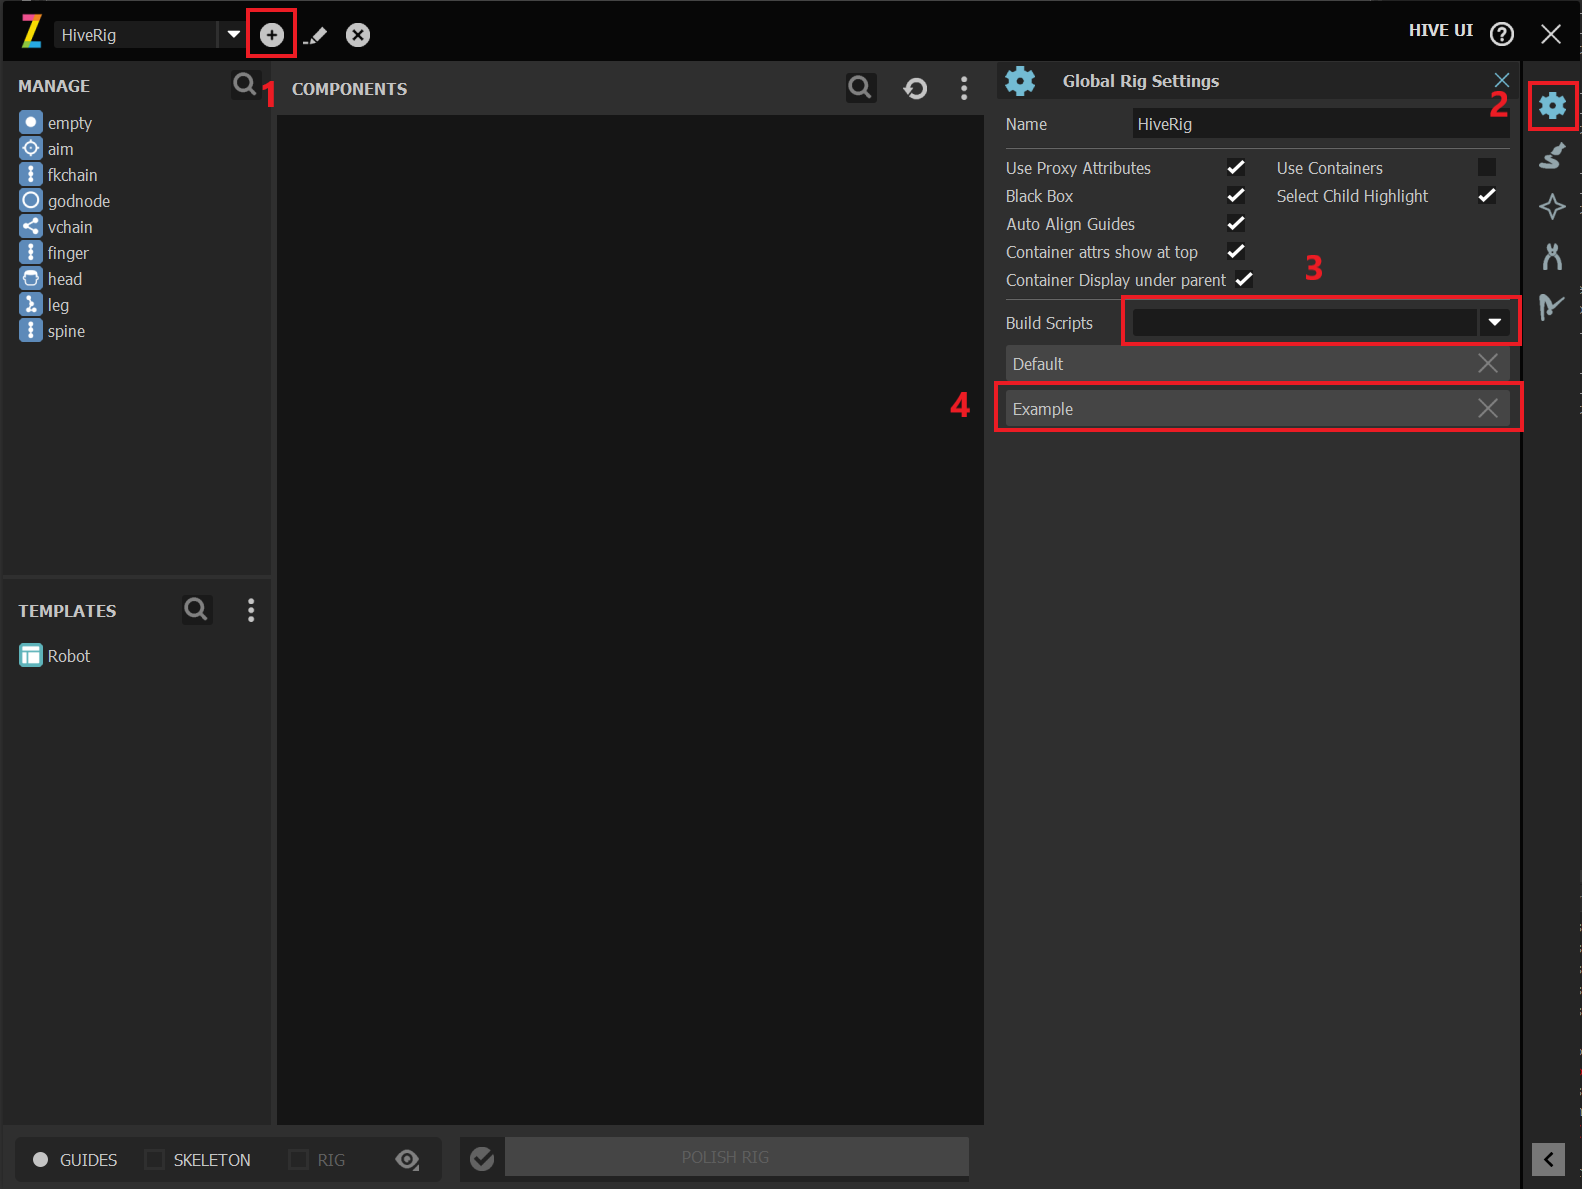 HiveRig
HIVE UI
MANAGE
1
empty
aim
fkchain
godnode
vchain
finger
head
leg
spine
TEMPLATES
Robot
COMPONENTS
Global Rig Settings
2
Name HiveRig
Use Proxy Attributes Use Containers
Black Box Select Child Highlight
Auto Align Guides
Container attrs show at top
Container Display under parent
3
Build Scripts
Default
4
Example
GUIDES SKELETON RIG
POLISH RIG